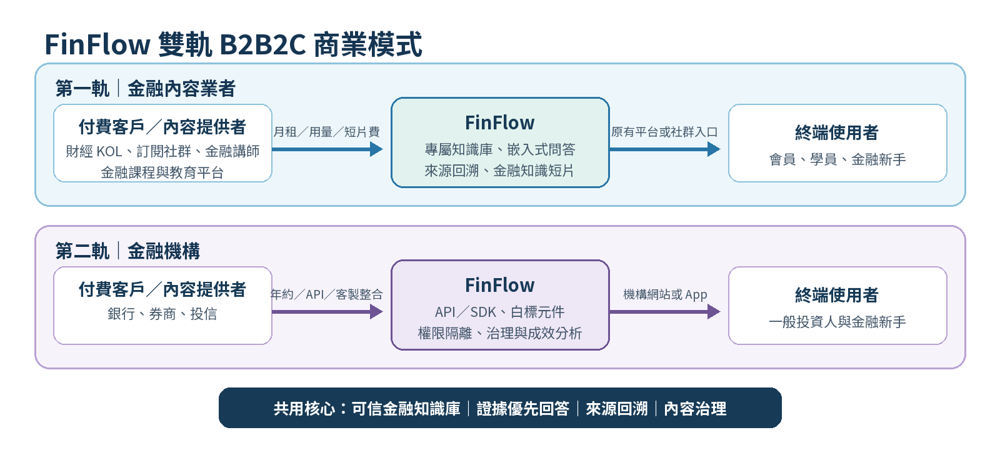 FinFlow 雙軌 B2B2C 商業模式
第一軌｜金融內容業者
付費客戶／內容提供者
財經 KOL、訂閱社群、金融講師
金融課程與教育平台
月租／用量／短片費
FinFlow
專屬知識庫、嵌入式問答
來源回溯、金融知識短片
原有平台或社群入口
終端使用者
會員、學員、金融新手
第二軌｜金融機構
付費客戶／內容提供者
銀行、券商、投信
年約／API／客製整合
FinFlow
API／SDK、白標元件
權限隔離、治理與成效分析
機構網站或 App
終端使用者
一般投資人與金融新手
共用核心：可信金融知識庫｜證據優先回答｜來源回溯｜內容治理